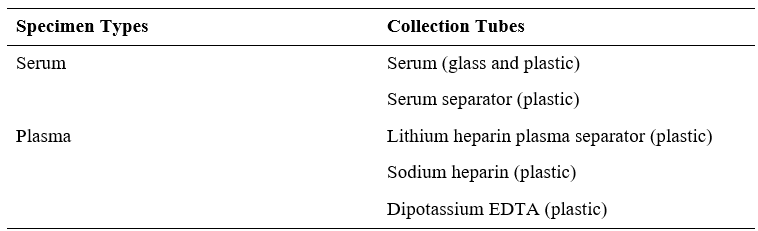 Specimen Types Collection Tubes
Serum Serum (glass and plastic)
Serum separator (plastic)
Plasma Lithium heparin plasma separator (plastic)
Sodium heparin (plastic)
Dipotassium EDTA (plastic)